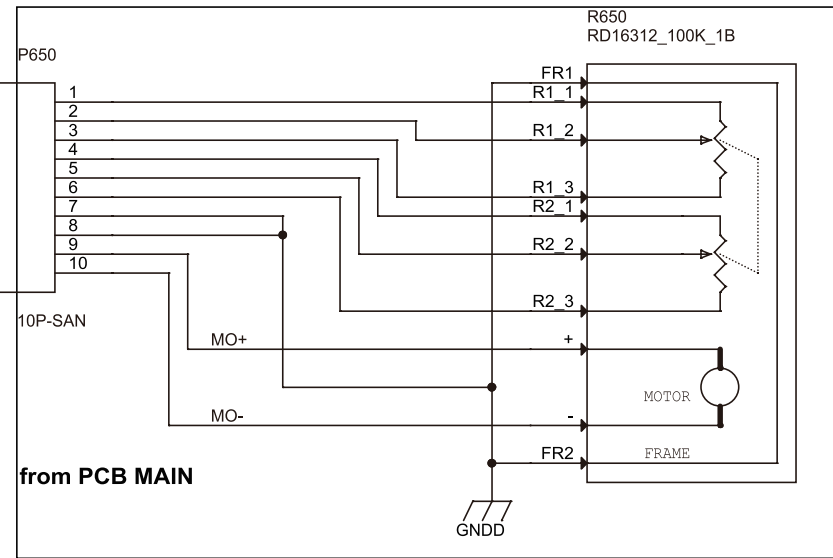 R650
RD16312_100K_1B
P650
FR1
1
R1_1
2
3
R1_2
4
5
6
R1_3
7
R2_1
8
9
R2_2
10
R2_3
10P-SAN
MO+
+
MOTOR
MO-
-
FR2
FRAME
from PCB MAIN
GNDD